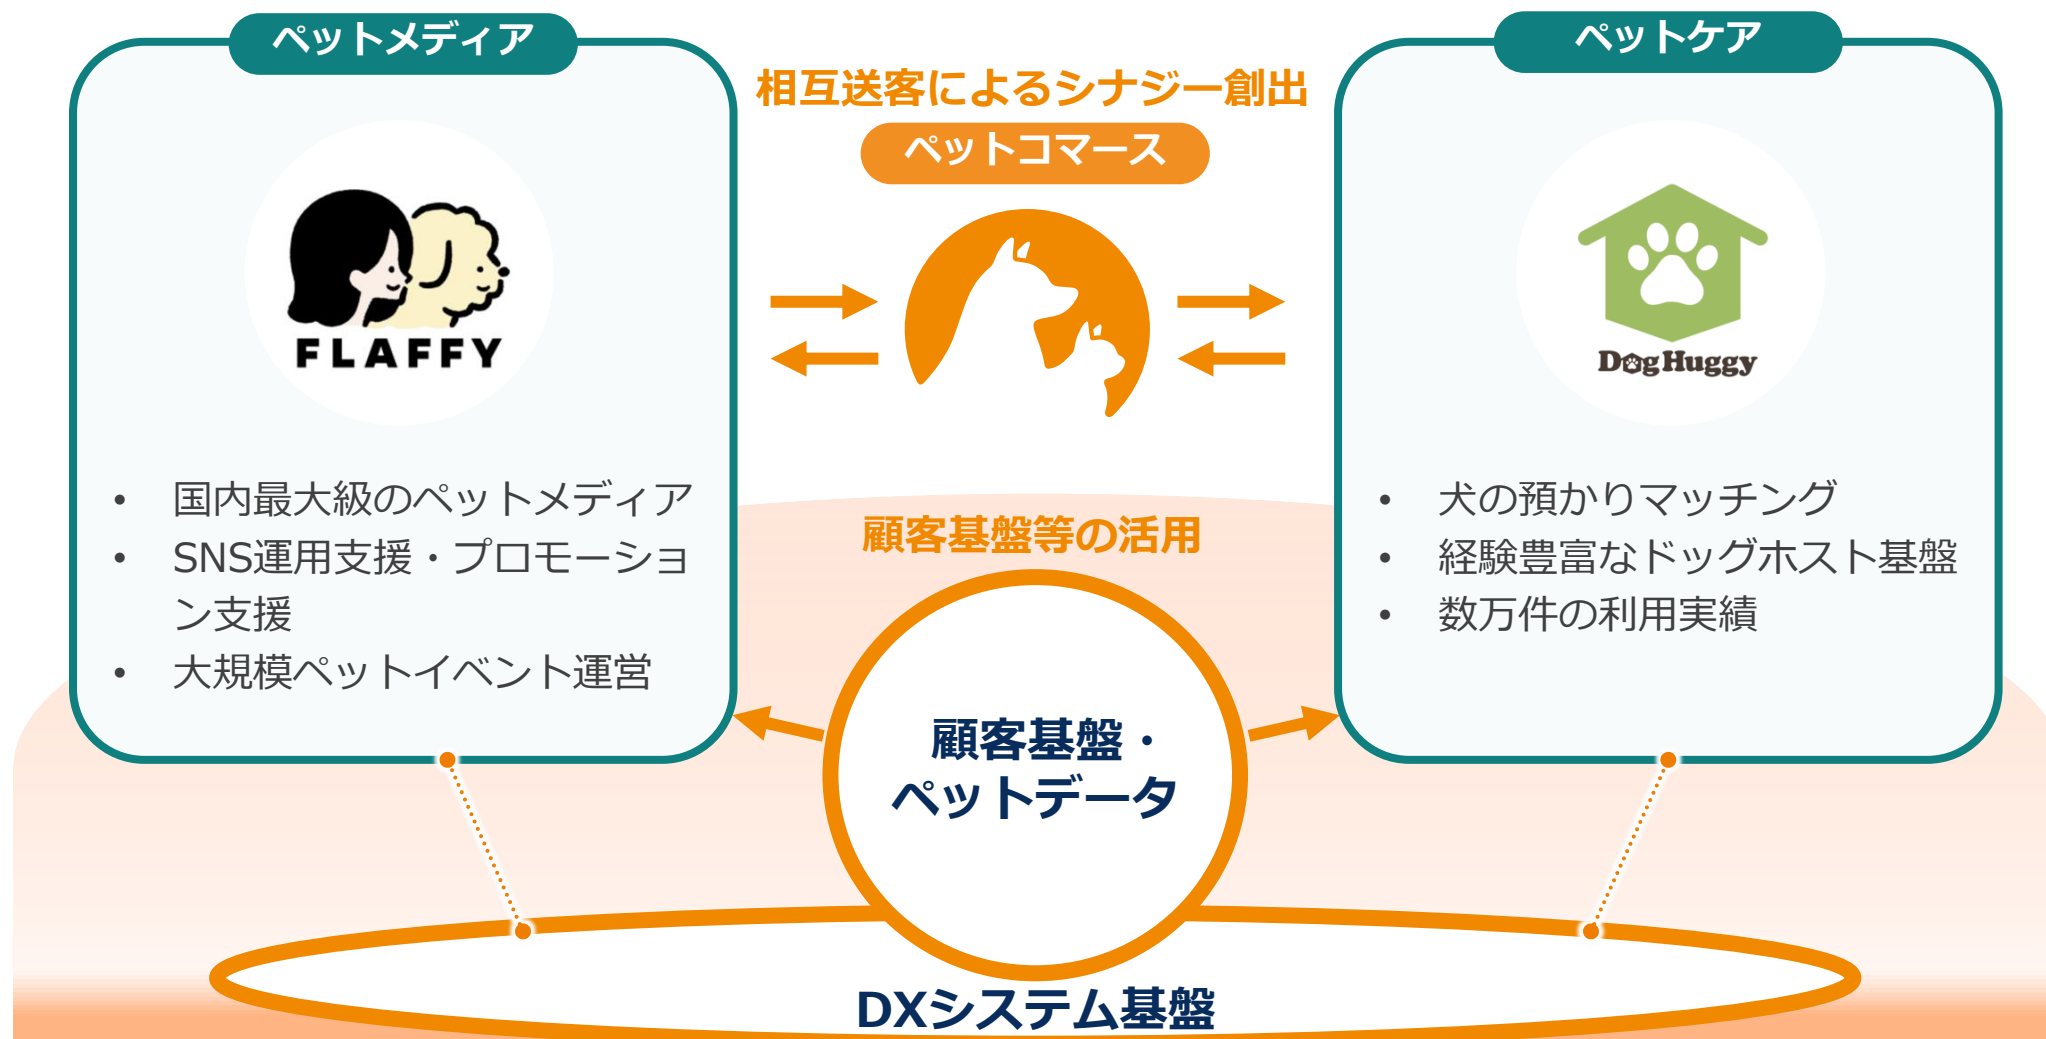 ペットメディア
FLAFFY
• 国内最大級のペットメディア
• SNS運用支援・プロモーショ
ン支援
• 大規模ペットイベント運営
相互送客によるシナジー創出
ペットコマース
ペットケア
DogHuggy
• 犬の預かりマッチング
• 経験豊富なドッグホスト基盤
• 数万件の利用実績
顧客基盤等の活用
顧客基盤・
ペットデータ
DXシステム基盤